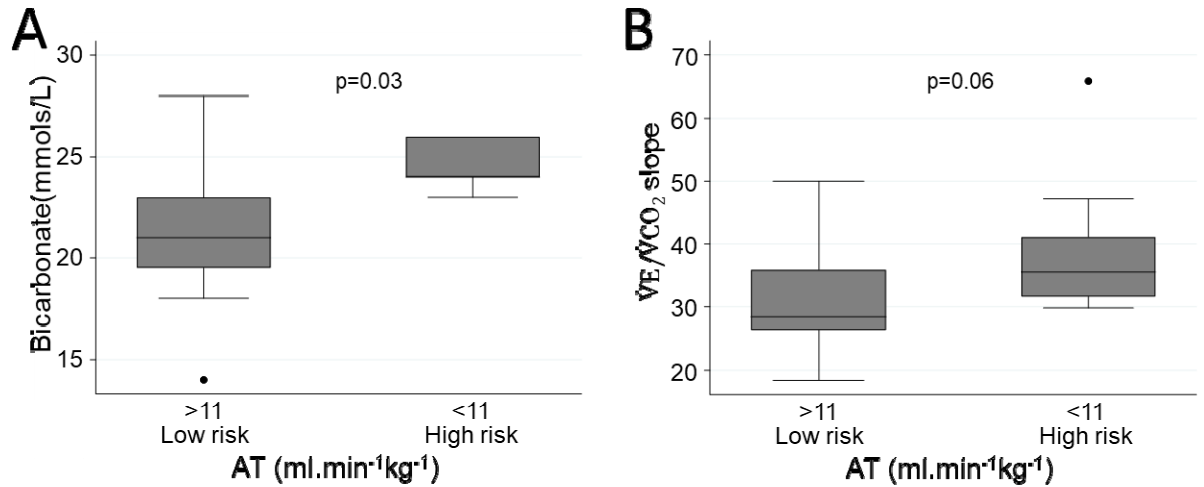 A
Bicarbonate(mmols/L)
30
25
20
15
p=0.03
>11
Low risk
<11
High risk
AT (ml.min⁻¹kg⁻¹)
B
V̇E/V̇CO₂ slope
70
60
50
40
30
20
p=0.06
>11
Low risk
<11
High risk
AT (ml.min⁻¹kg⁻¹)